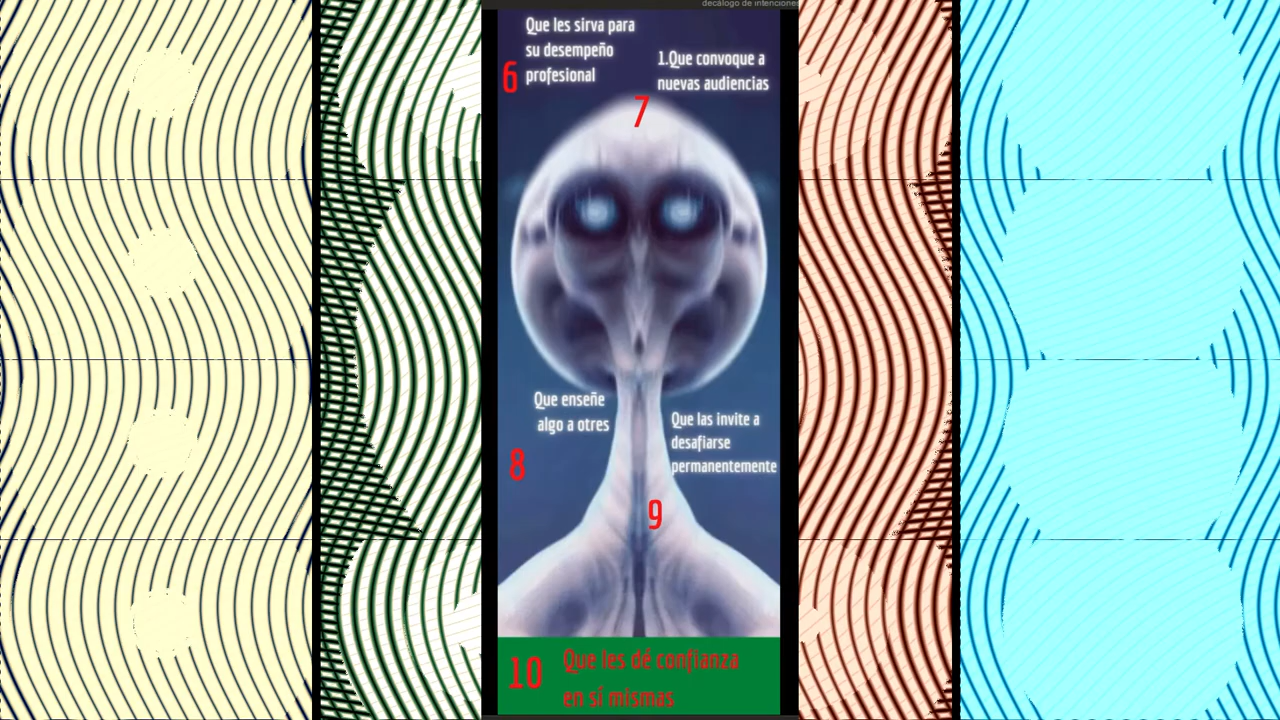 decálogo de intenciones
Que les sirva para
su desempeño
6 profesional
1.Que convoque a
nuevas audiencias
7
Que enseñe
algo a otres
8
Que las invite a
desafiarse
permanentemente
9
10 Que les dé confianza
en sí mismas